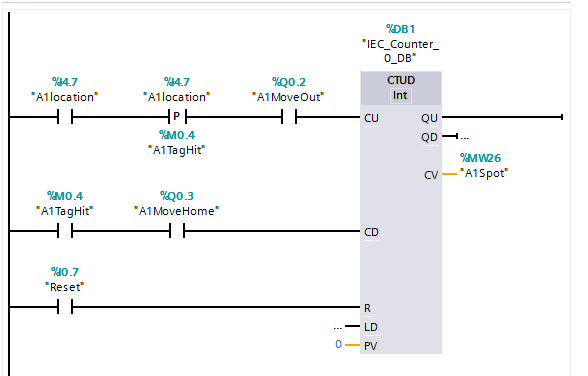 %DB1
"IEC_Counter_
0_DB"
%I4.7 %I4.7 %Q0.2
"A1location" "A1location" "A1MoveOut"
CTUD
Int
P
CU QU
%M0.4
"A1TagHit"
QD ...
%MW26
CV "A1Spot"
%M0.4 %Q0.3
"A1TagHit" "A1MoveHome"
CD
%I0.7
"Reset"
R
... LD
0 PV